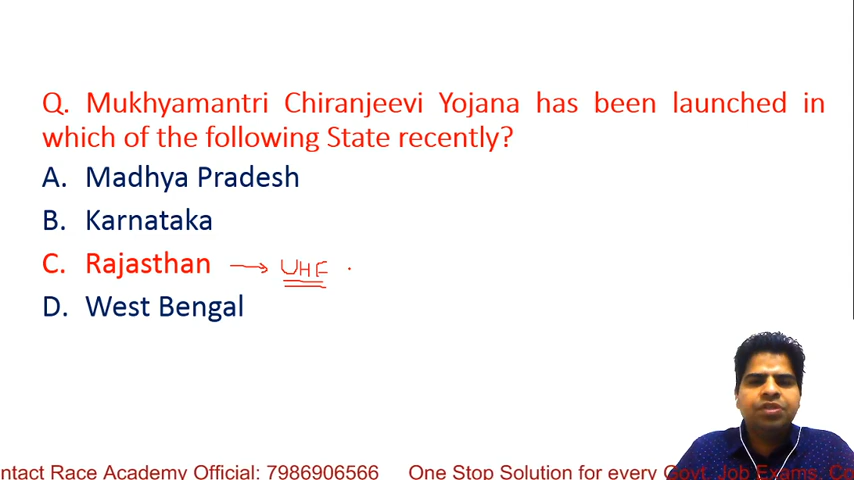 Q. Mukhyamantri Chiranjeevi Yojana has been launched in
which of the following State recently?
A. Madhya Pradesh
B. Karnataka
C. Rajasthan → UHF
D. West Bengal
ntact Race Academy Official: 7986906566 One Stop Solution for every Govt. Job Exams. Co